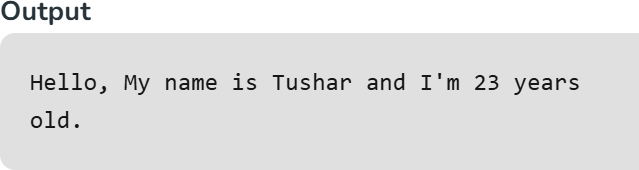 Output
Hello, My name is Tushar and I'm 23 years
old.